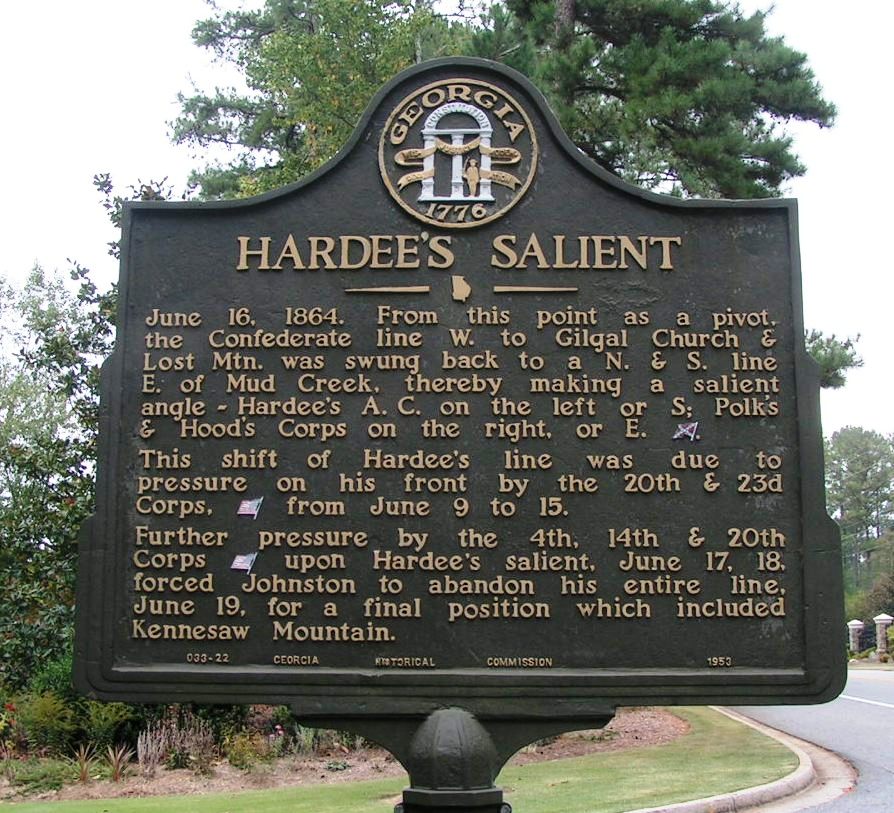 GEORGIA
CONSTITUTION
1776
HARDEE'S SALIENT
June 16, 1864. From this point as a pivot,
the Confederate line W. to Gilgal Church &
Lost Mtn. was swung back to a N. & S. line
E. of Mud Creek, thereby making a salient
angle - Hardee's A. C. on the left or S; Polk's
& Hood's Corps on the right, or E. .
This shift of Hardee's line was due to
pressure on his front by the 20th & 23d
Corps, from June 9 to 15.
Further pressure by the 4th, 14th & 20th
Corps upon Hardee's salient, June 17, 18,
forced Johnston to abandon his entire line,
June 19, for a final position which included
Kennesaw Mountain.
033-22 GEORGIA HISTORICAL COMMISSION 1953